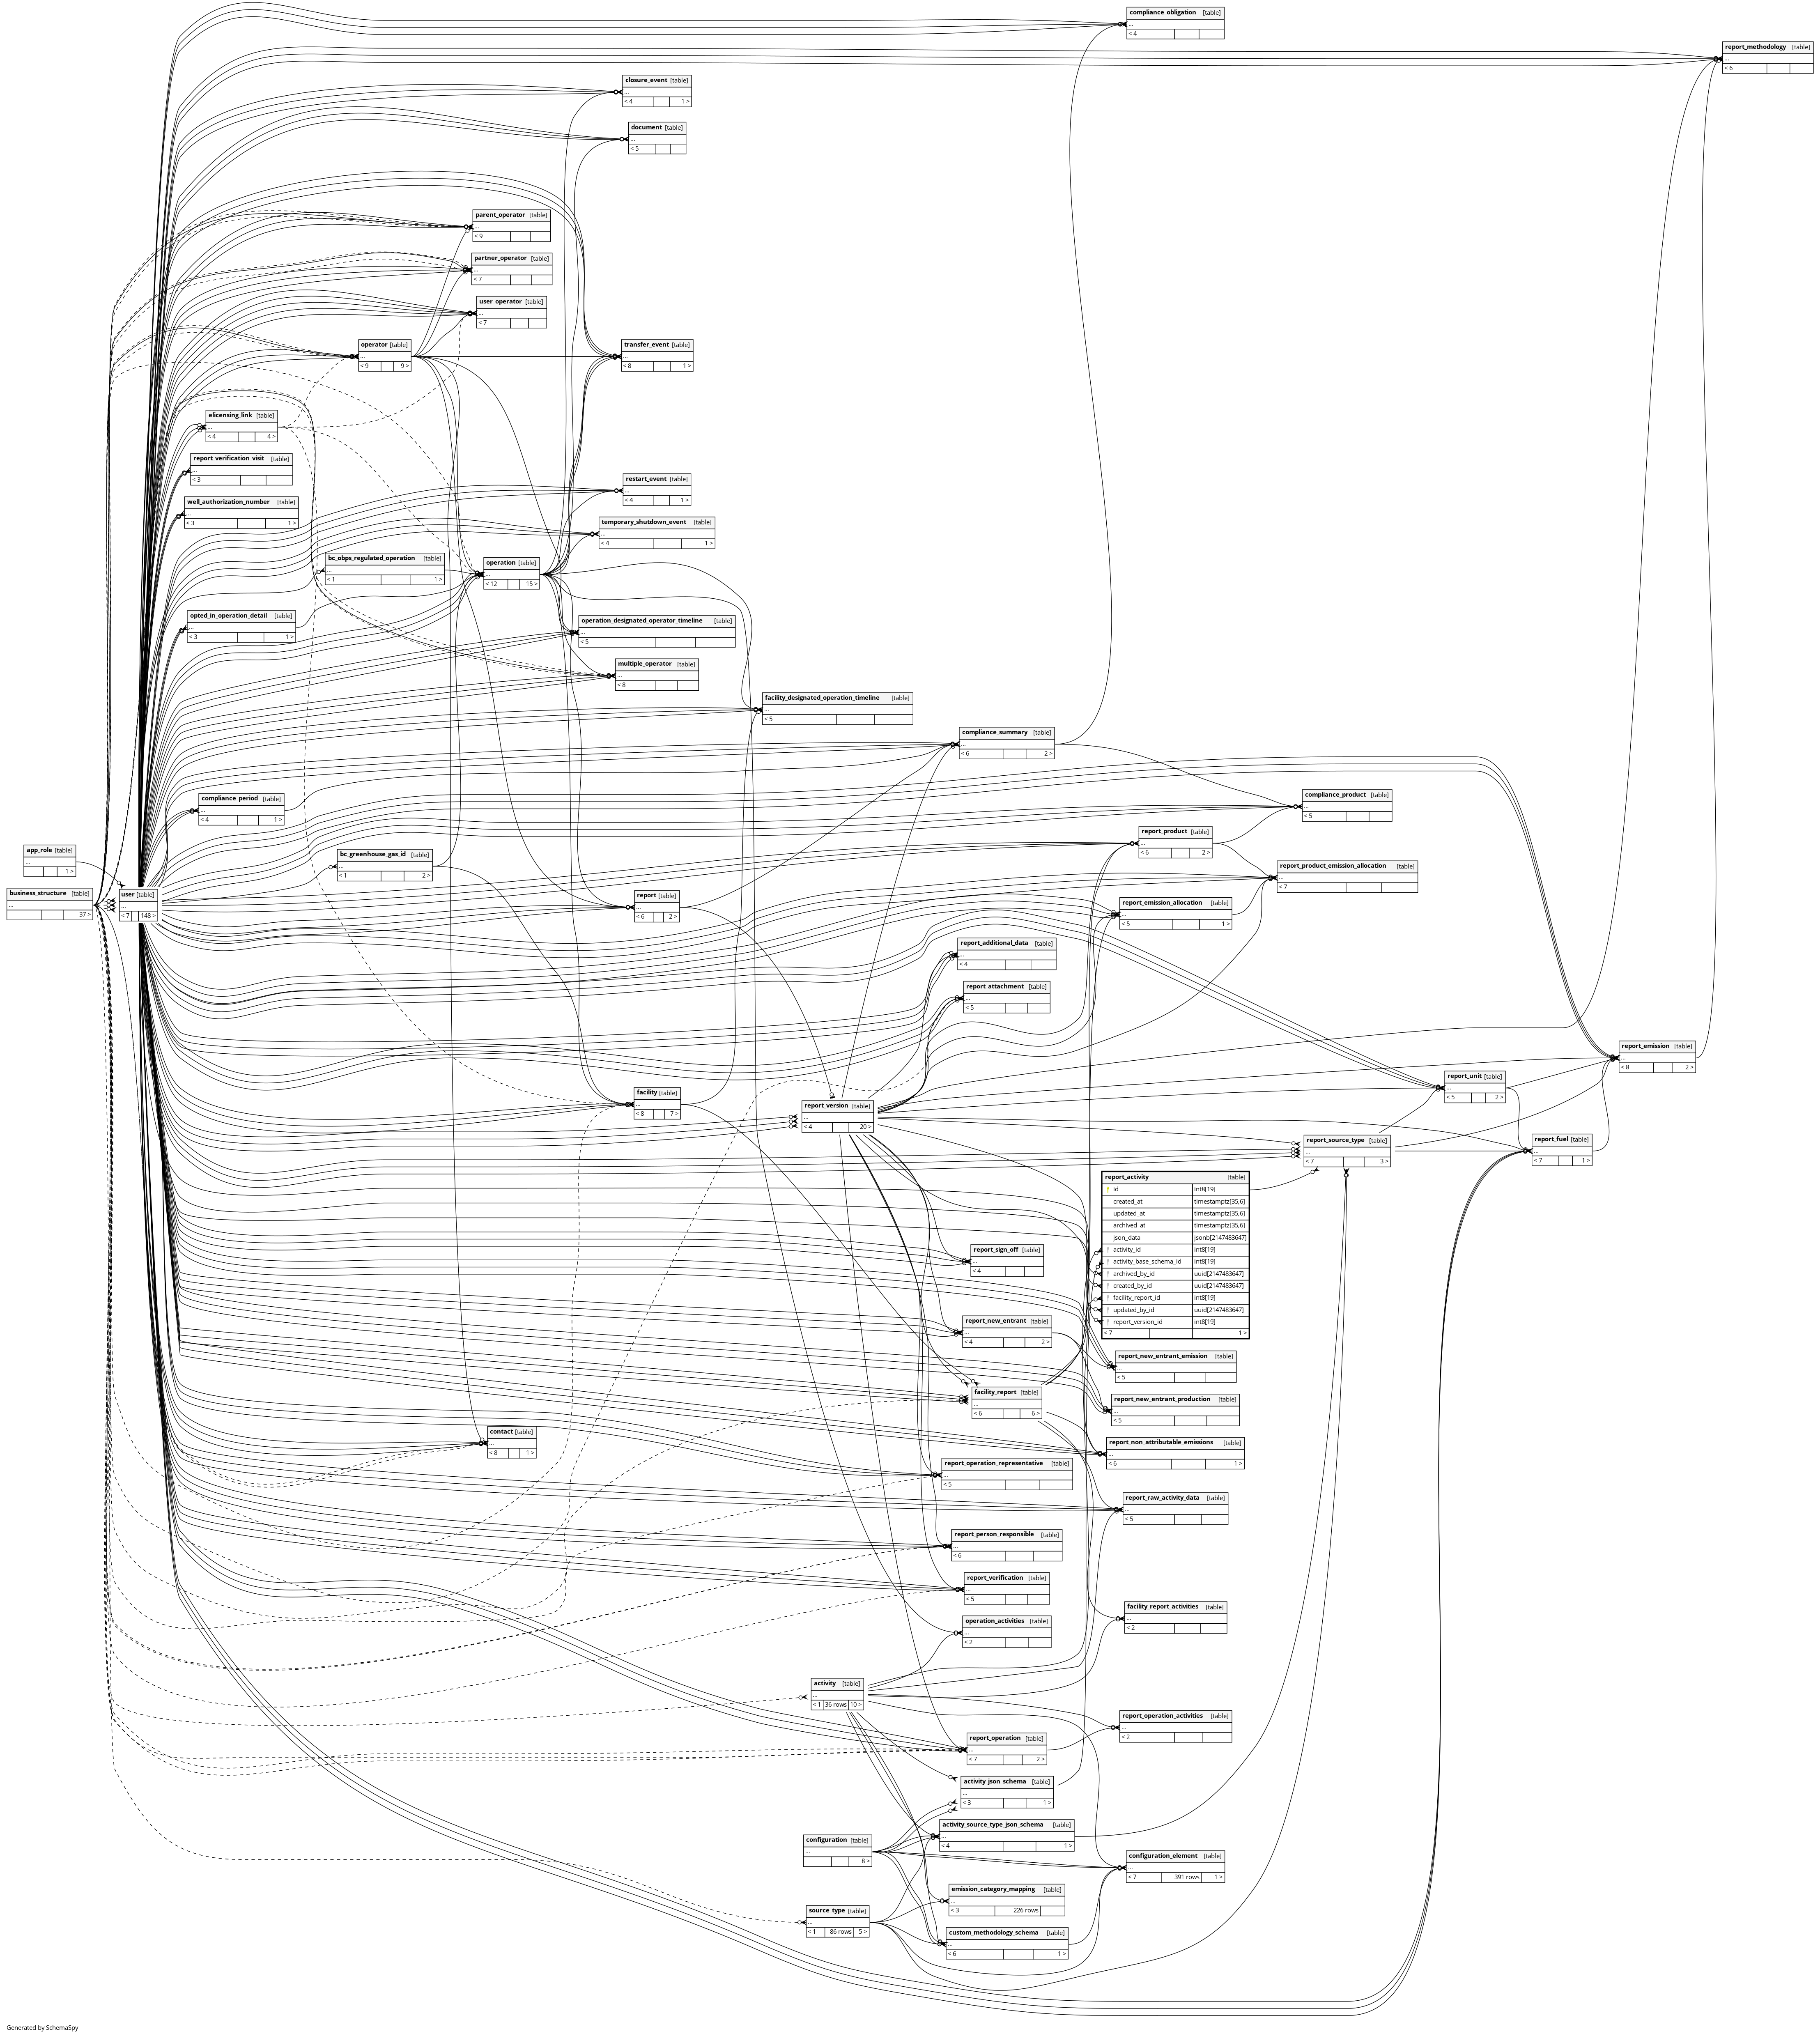 compliance_obligation [table]
...
< 4
report_methodology [table]
...
< 6
closure_event [table]
...
< 4 1 >
document [table]
...
< 5
parent_operator [table]
...
< 9
partner_operator [table]
...
< 7
user_operator [table]
...
< 7
operator [table]
...
< 9 9 >
transfer_event [table]
...
< 8 1 >
elicensing_link [table]
...
< 4 4 >
report_verification_visit [table]
...
< 3
restart_event [table]
...
< 4 1 >
well_authorization_number [table]
...
< 3 1 >
temporary_shutdown_event [table]
...
< 4 1 >
bc_obps_regulated_operation [table]
...
< 1 1 >
operation [table]
...
< 12 15 >
opted_in_operation_detail [table]
...
< 3 1 >
operation_designated_operator_timeline [table]
...
< 5
multiple_operator [table]
...
< 8
facility_designated_operation_timeline [table]
...
< 5
compliance_summary [table]
...
< 6 2 >
compliance_period [table]
...
< 4 1 >
compliance_product [table]
...
< 5
report_product [table]
...
< 6 2 >
app_role [table]
...
1 >
bc_greenhouse_gas_id [table]
...
< 1 2 >
report_product_emission_allocation [table]
...
< 7
business_structure [table]
...
37 >
user [table]
...
< 7 148 >
report [table]
...
< 6 2 >
report_emission_allocation [table]
...
< 5 1 >
report_additional_data [table]
...
< 4
report_attachment [table]
...
< 5
report_emission [table]
...
< 8 2 >
report_unit [table]
...
< 5 2 >
facility [table]
...
< 8 7 >
report_version [table]
...
< 4 20 >
report_source_type [table]
...
< 7 3 >
report_fuel [table]
...
< 7 1 >
report_activity [table]
id int8[19]
created_at timestamptz[35,6]
updated_at timestamptz[35,6]
archived_at timestamptz[35,6]
json_data jsonb[2147483647]
activity_id int8[19]
activity_base_schema_id int8[19]
archived_by_id uuid[2147483647]
created_by_id uuid[2147483647]
facility_report_id int8[19]
updated_by_id uuid[2147483647]
report_version_id int8[19]
< 7 1 >
report_sign_off [table]
...
< 4
report_new_entrant [table]
...
< 4 2 >
report_new_entrant_emission [table]
...
< 5
facility_report [table]
...
< 6 6 >
report_new_entrant_production [table]
...
< 5
contact [table]
...
< 8 1 >
report_non_attributable_emissions [table]
...
< 6 1 >
report_operation_representative [table]
...
< 5
report_raw_activity_data [table]
...
< 5
report_person_responsible [table]
...
< 6
report_verification [table]
...
< 5
facility_report_activities [table]
...
< 2
operation_activities [table]
...
< 2
activity [table]
...
< 1 36 rows 10 >
report_operation_activities [table]
...
< 2
report_operation [table]
...
< 7 2 >
activity_json_schema [table]
...
< 3 1 >
activity_source_type_json_schema [table]
...
< 4 1 >
configuration [table]
...
8 >
configuration_element [table]
...
< 7 391 rows 1 >
emission_category_mapping [table]
...
< 3 226 rows
source_type [table]
...
< 1 86 rows 5 >
custom_methodology_schema [table]
...
< 6 1 >
Generated by SchemaSpy